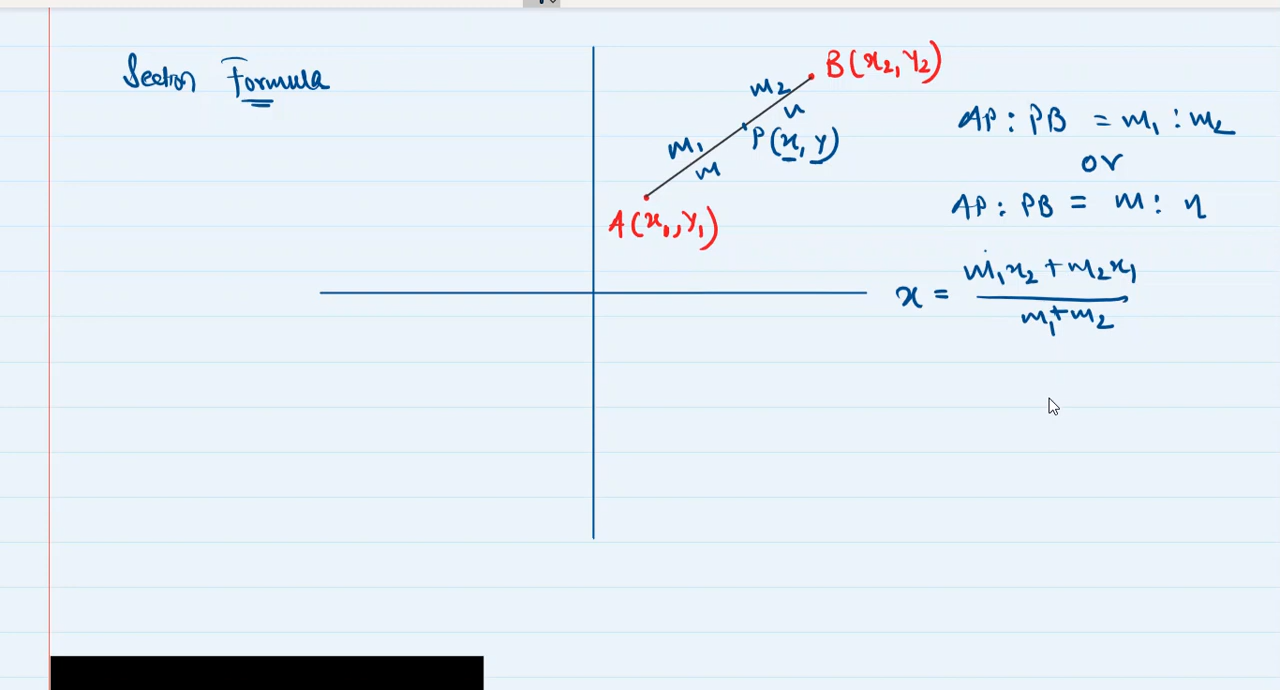 Section Formula
B(x₂, y₂)
m₂
n
P(x, y)
m₁
m
A(x₁, y₁)
AP : PB = m₁ : m₂
or
AP : PB = m : n
x = (m₁x₂ + m₂x₁) / (m₁ + m₂)